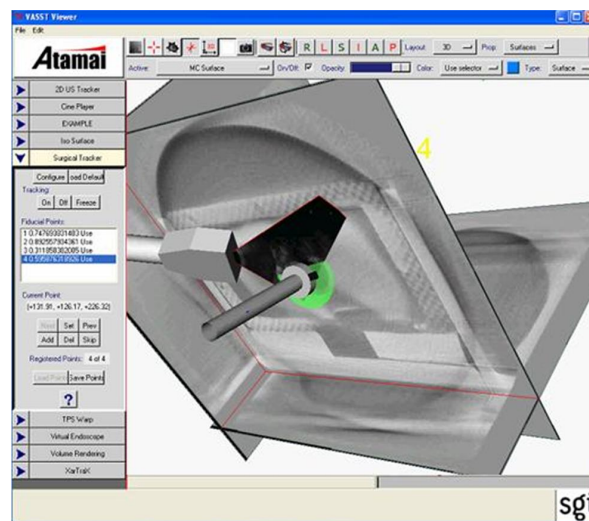 VASST Viewer
File Edit
Atamai
R L S I A P Layout: 3D Prop: Surfaces
Active: MC Surface On/Off: Opacity: Color: Use selector Type: Surface
2D US Tracker
Cine Player
EXAMPLE
Iso Surface
Surgical Tracker
Configure oad Default
Tracking:
On Off Freeze
Fiducial Points:
1 0.747693831483 Use
2 0.892557934361 Use
3 0.311858382085 Use
4 0.595876318926 Use
Current Point:
(+131.91, +126.17, +226.32)
Next Set Prev
Add Del Skip
Registered Points: 4 of 4
Load Points Save Points
?
TPS Warp
Virtual Endoscope
Volume Rendering
XarTraX
4
sgi